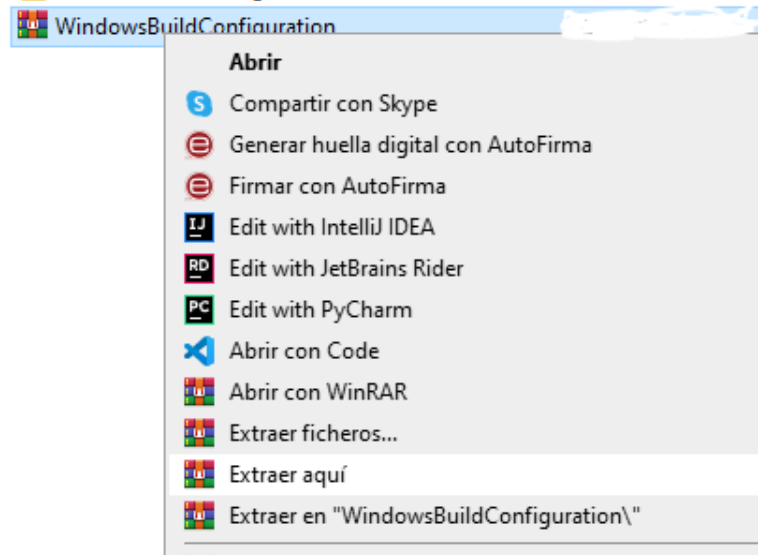 WindowsBuildConfiguration
Abrir
Compartir con Skype
Generar huella digital con AutoFirma
Firmar con AutoFirma
Edit with IntelliJ IDEA
Edit with JetBrains Rider
Edit with PyCharm
Abrir con Code
Abrir con WinRAR
Extraer ficheros...
Extraer aquí
Extraer en "WindowsBuildConfiguration\"